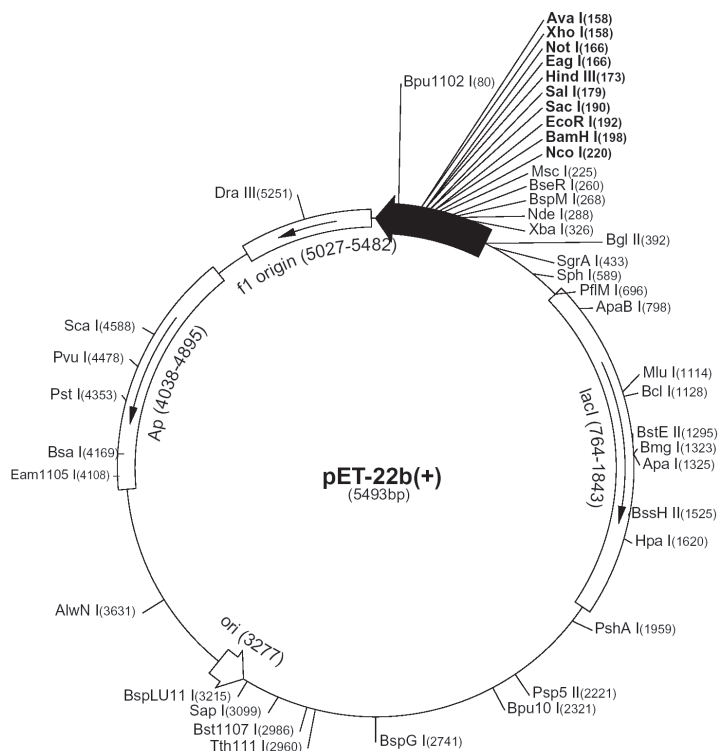 Ava I(158)
Xho I(158)
Not I(166)
Eag I(166)
Hind III(173)
Sal I(179)
Sac I(190)
EcoR I(192)
BamH I(198)
Nco I(220)
Bpu1102 I(80)
Msc I(225)
BseR I(260)
BspM I(268)
Nde I(288)
Xba I(326)
Bgl II(392)
SgrA I(433)
Sph I(589)
PflM I(696)
ApaB I(798)
Dra III(5251)
f1 origin (5027-5482)
Sca I(4588)
Pvu I(4478)
Pst I(4353)
Bsa I(4169)
Eam1105 I(4108)
Ap (4038-4895)
Mlu I(1114)
Bcl I(1128)
BstE II(1295)
Bmg I(1323)
Apa I(1325)
lacI (764-1843)
BssH II(1525)
Hpa I(1620)
pET-22b(+)
(5493bp)
AlwN I(3631)
ori (3277)
PshA I(1959)
Psp5 II(2221)
Bpu10 I(2321)
BspLU11 I(3215)
Sap I(3099)
Bst1107 I(2986)
Tth111 I(2960)
BspG I(2741)